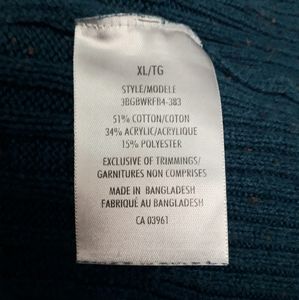 XL/TG
STYLE/MODELE
3BGBWRFB4-383
51% COTTON/COTON
34% ACRYLIC/ACRYLIQUE
15% POLYESTER
EXCLUSIVE OF TRIMMINGS/
GARNITURES NON COMPRISES
MADE IN BANGLADESH
FABRIQUÉ AU BANGLADESH
CA 03961